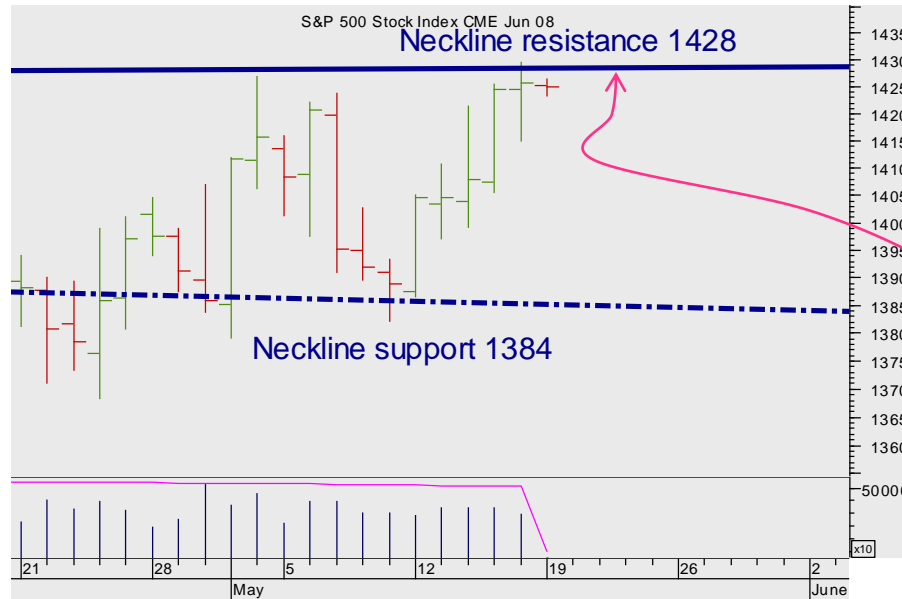 S&P 500 Stock Index CME Jun 08
Neckline resistance 1428
1435
1430
1425
1420
1415
1410
1405
1400
1395
1390
1385
1380
1375
1370
1365
1360
Neckline support 1384
50000
x10
21 28 5 12 19 26 2
May June